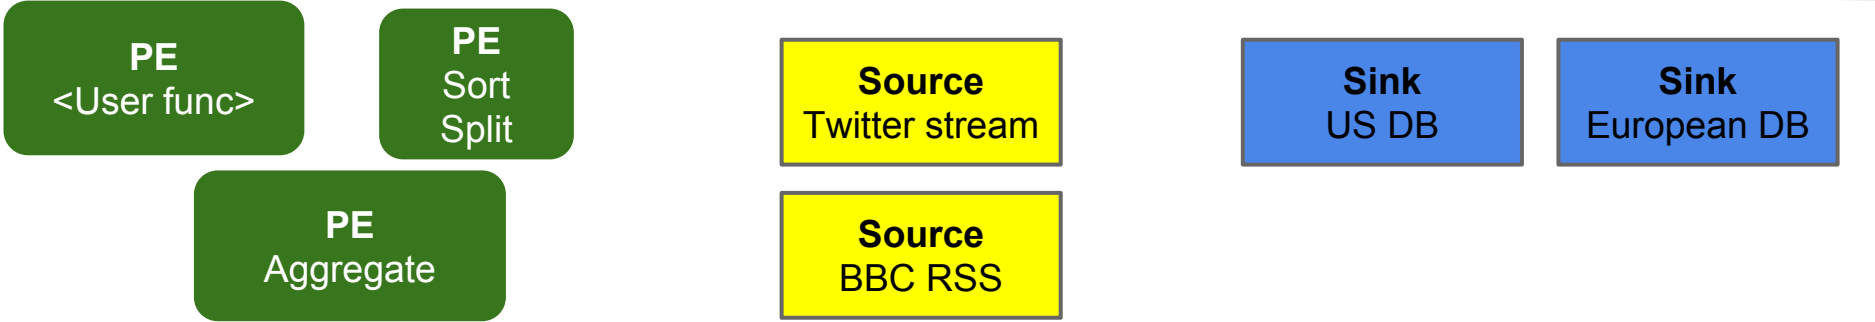 PE
<User func>
PE
Sort
Split
PE
Aggregate
Source
Twitter stream
Source
BBC RSS
Sink
US DB
Sink
European DB